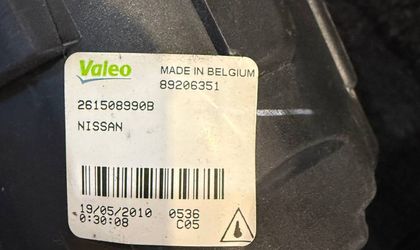 Valeo MADE IN BELGIUM
89206351
261508990B
NISSAN
19/05/2010 0536
0:30:08 C05